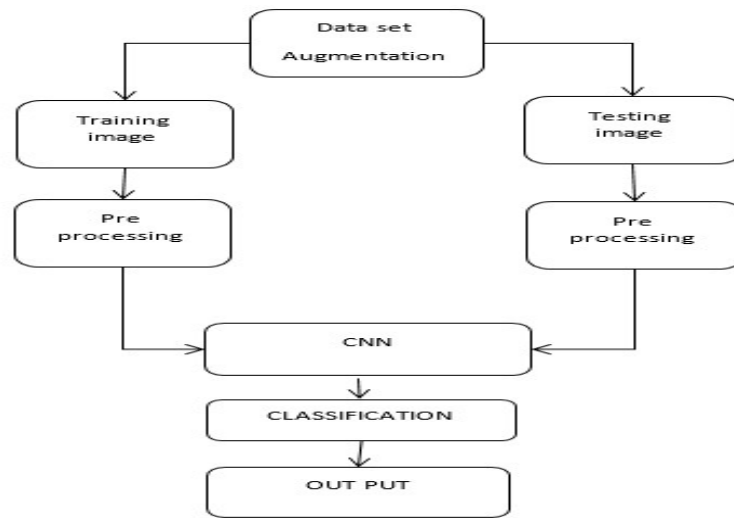 Data set
Augmentation
Training
image
Testing
image
Pre
processing
Pre
processing
CNN
CLASSIFICATION
OUT PUT